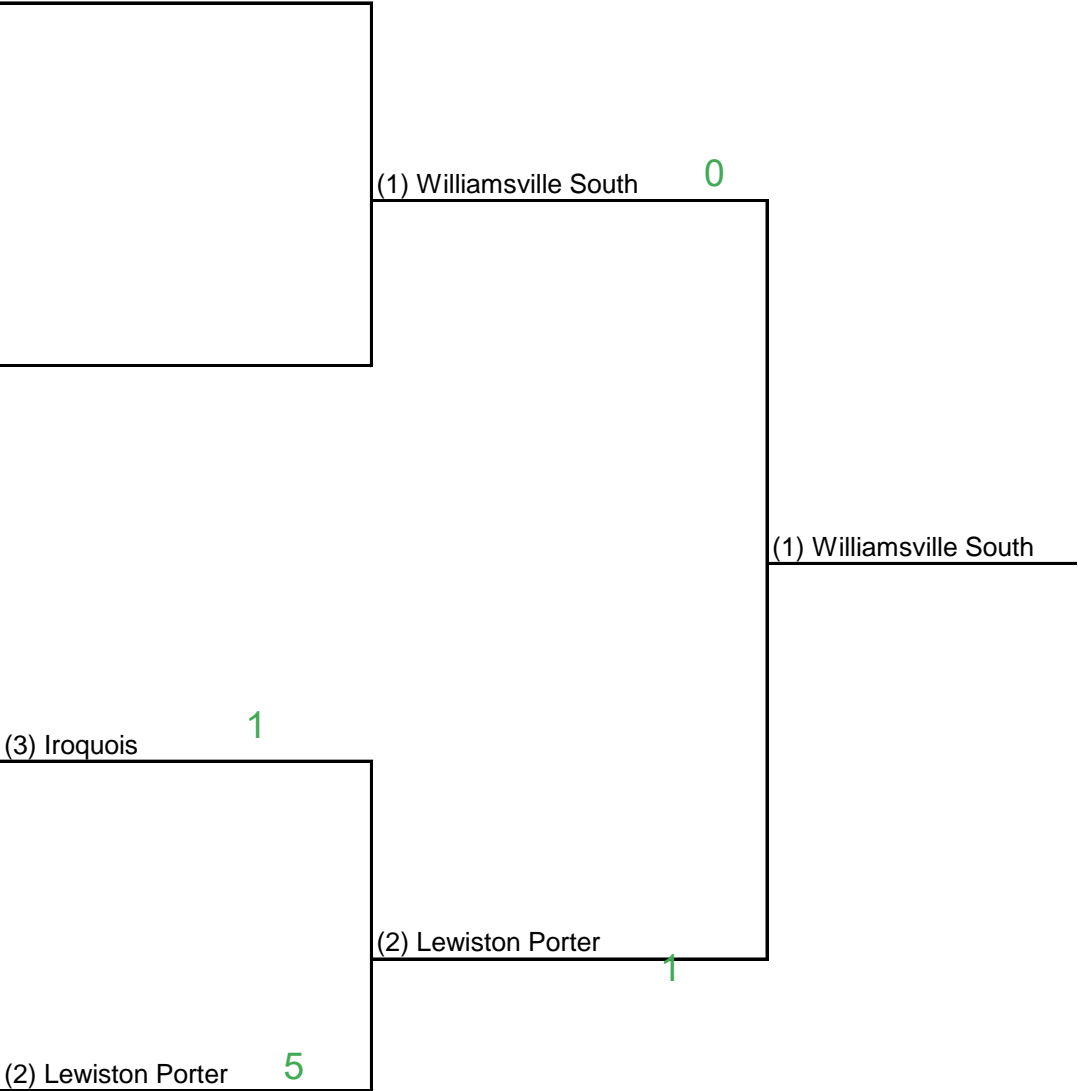 (1) Williamsville South 0
(1) Williamsville South
(3) Iroquois 1
(2) Lewiston Porter 1
(2) Lewiston Porter 5